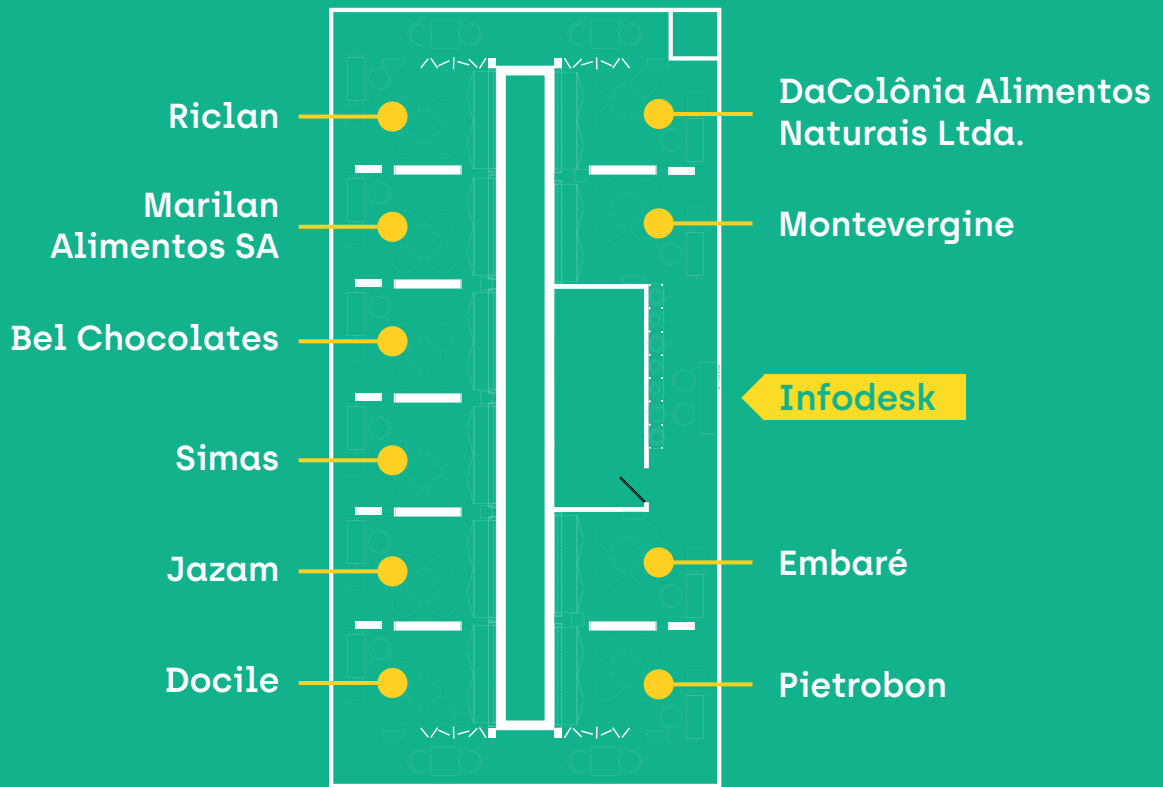 Riclan
Marilan
Alimentos SA
Bel Chocolates
Simas
Jazam
Docile
DaColônia Alimentos
Naturais Ltda.
Montevergine
Infodesk
Embaré
Pietrobon